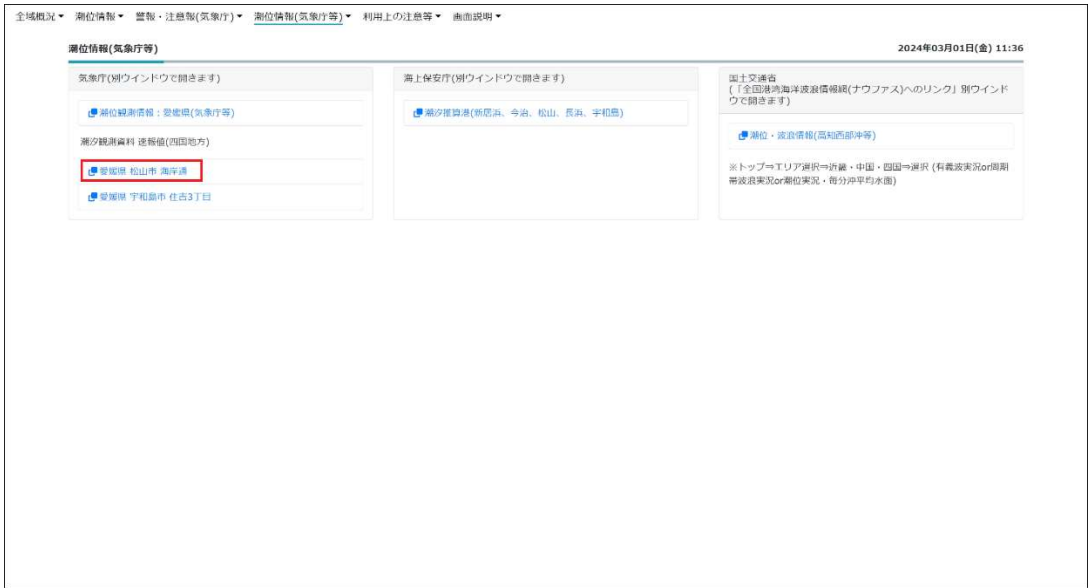 全域概況▼ 潮位情報▼ 警報・注意報(気象庁)▼ 潮位情報(気象庁等)▼ 利用上の注意等▼ 画面説明▼
潮位情報(気象庁等)
2024年03月01日(金) 11:36
気象庁(別ウインドウで開きます)
潮位観測情報：愛媛県(気象庁等)
潮汐観測資料 速報値(四国地方)
愛媛県 松山市 海岸通
愛媛県 宇和島市 住吉3丁目
海上保安庁(別ウインドウで開きます)
潮汐推算港(新居浜、今治、松山、長浜、宇和島)
国土交通省
(「全国港湾海洋波浪情報網(ナウファス)へのリンク」別ウインド
ウで開きます)
潮位・波浪情報(高知西部沖等)
※トップ⇒エリア選択⇒近畿・中国・四国⇒選択 (有義波実況or周期
帯波浪実況or潮位実況・毎分沖平均水面)